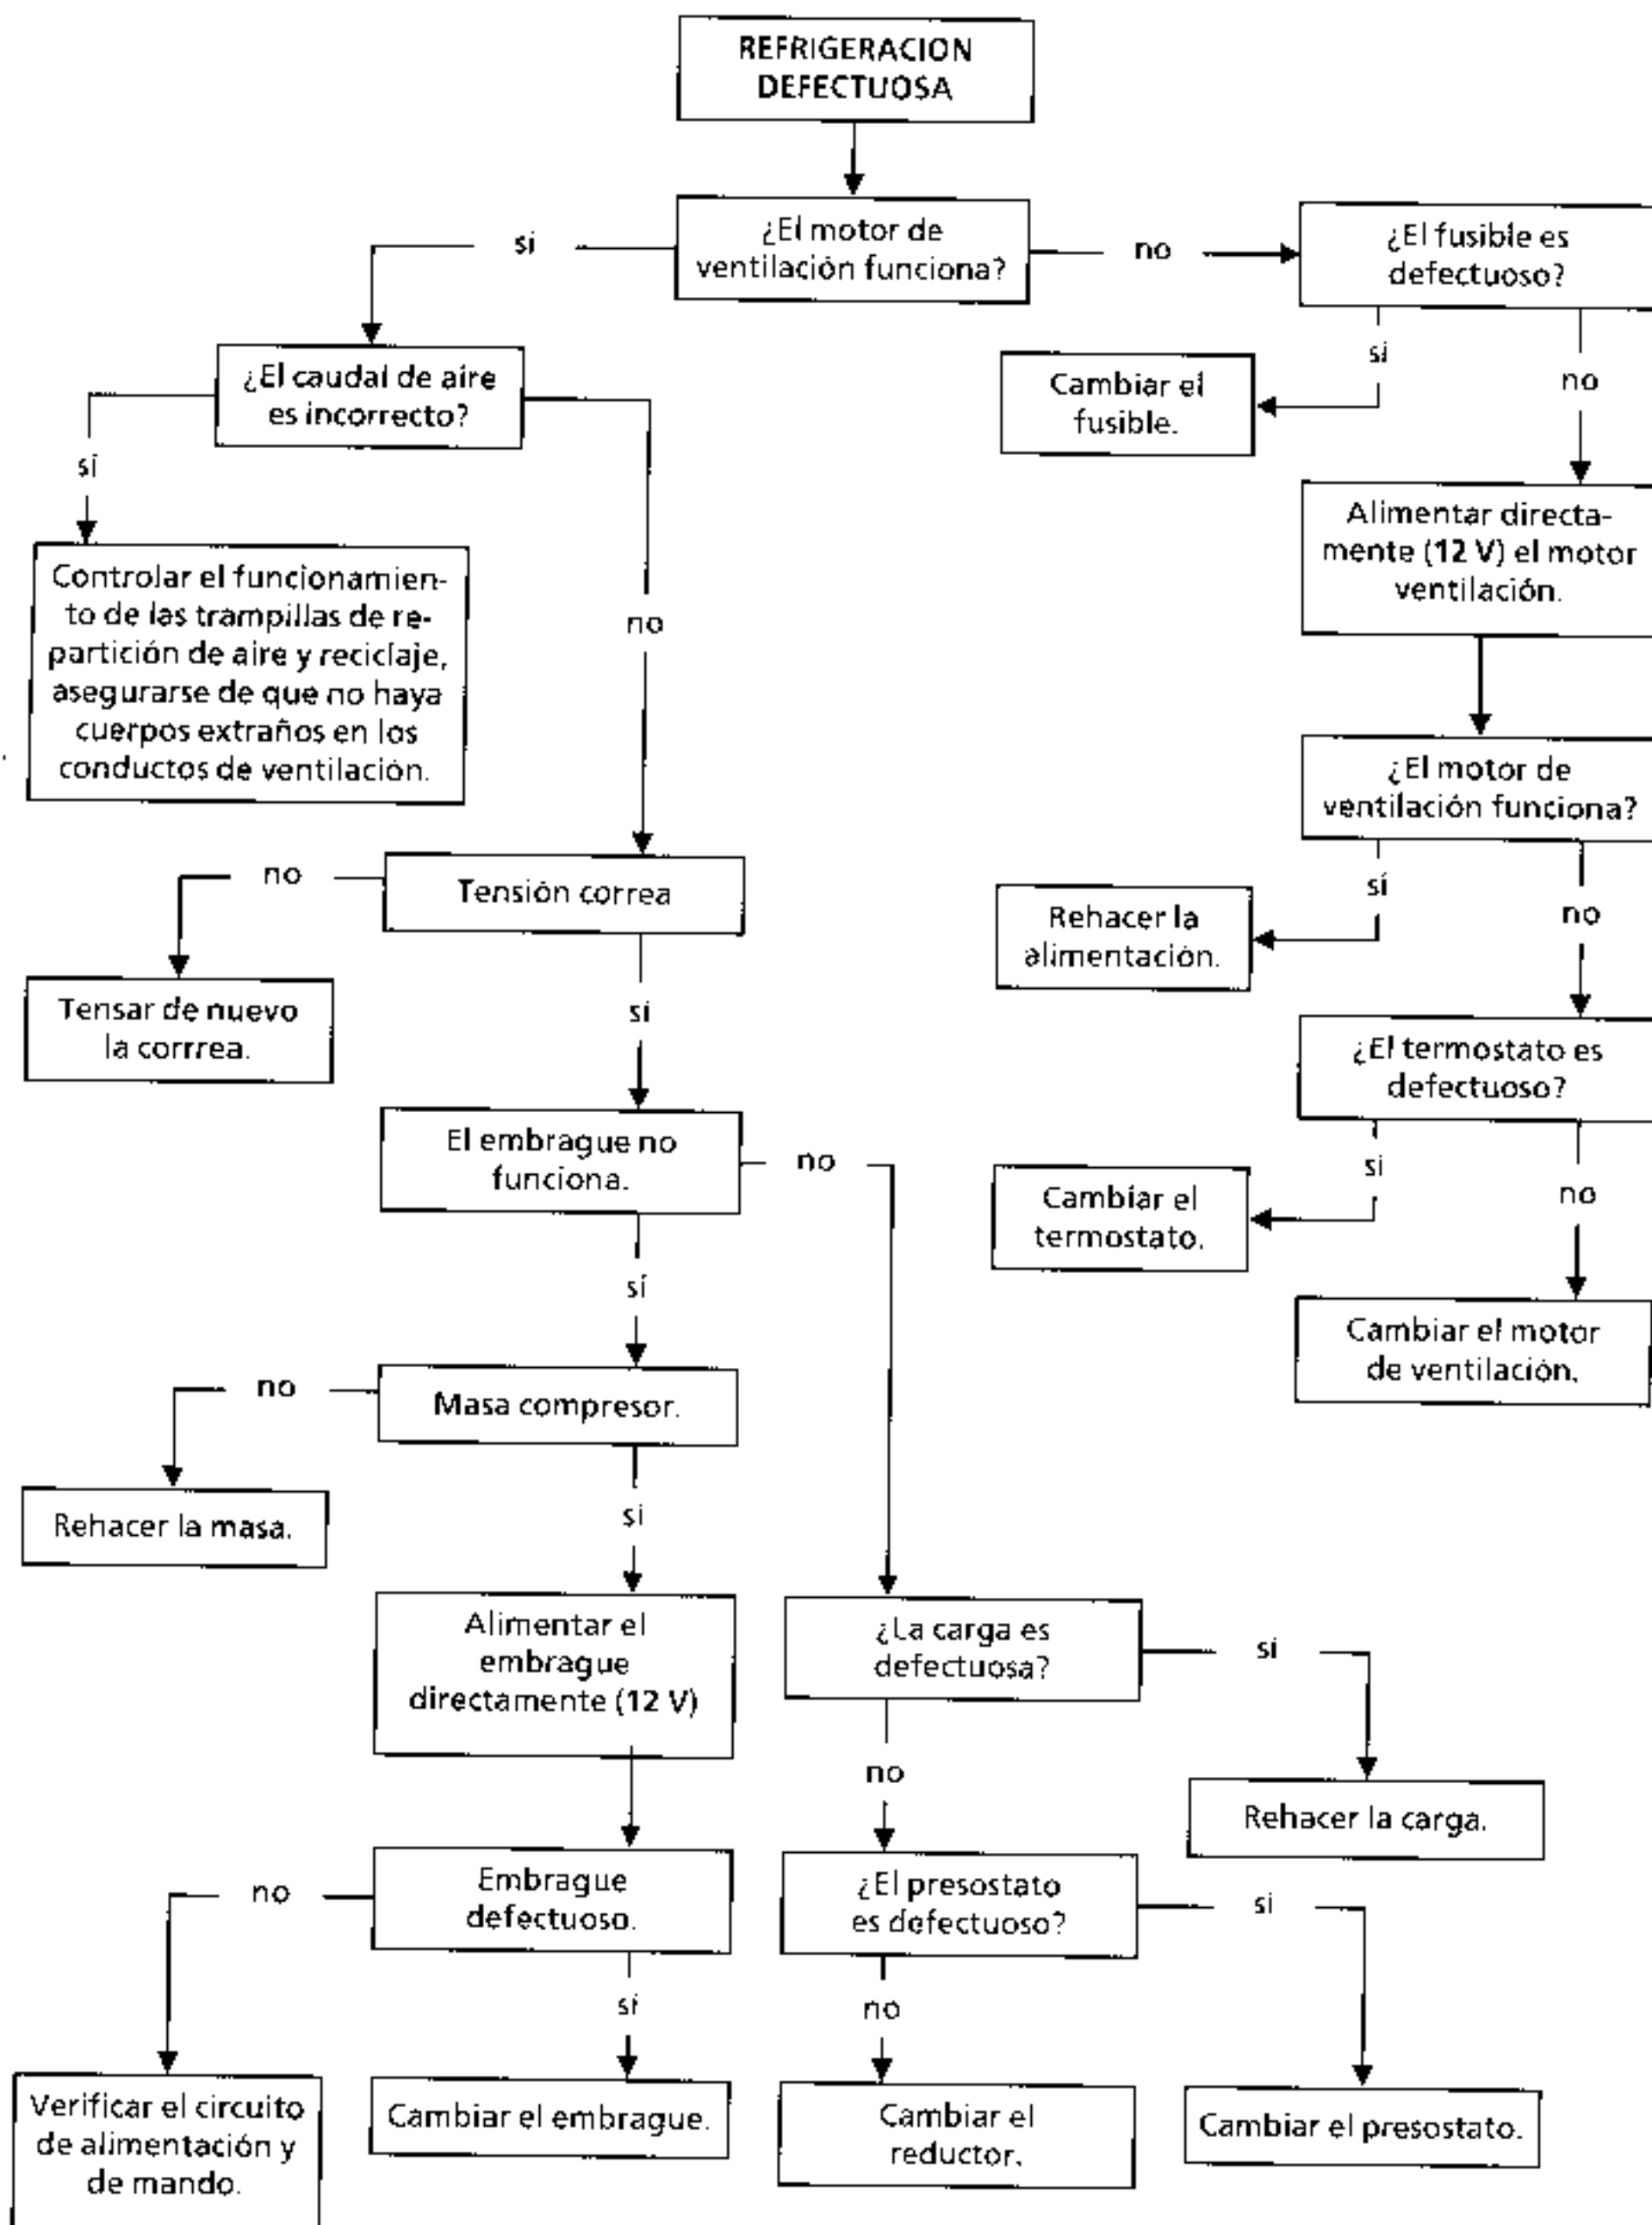 REFRIGERACION
DEFECTUOSA
¿El motor de
ventilación funciona?
si
no
¿El fusible es
defectuoso?
si
no
Cambiar el
fusible.
¿El caudal de aire
es incorrecto?
sí
no
Controlar el funcionamien-
to de las trampillas de re-
partición de aire y reciclaje,
asegurarse de que no haya
cuerpos extraños en los
conductos de ventilación.
Alimentar directa-
mente (12 V) el motor
ventilación.
¿El motor de
ventilación funciona?
sí
no
Rehacer la
alimentación.
Tensión correa
no
si
Tensar de nuevo
la corrrea.
¿El termostato es
defectuoso?
si
no
Cambiar el
termostato.
Cambiar el motor
de ventilación.
El embrague no
funciona.
no
sí
Masa compresor.
no
si
Rehacer la masa.
Alimentar el
embrague
directamente (12 V)
¿La carga es
defectuosa?
si
no
Rehacer la carga.
Embrague
defectuoso.
no
sí
¿El presostato
es defectuoso?
si
no
Verificar el circuito
de alimentación y
de mando.
Cambiar el embrague.
Cambiar el
reductor.
Cambiar el presostato.